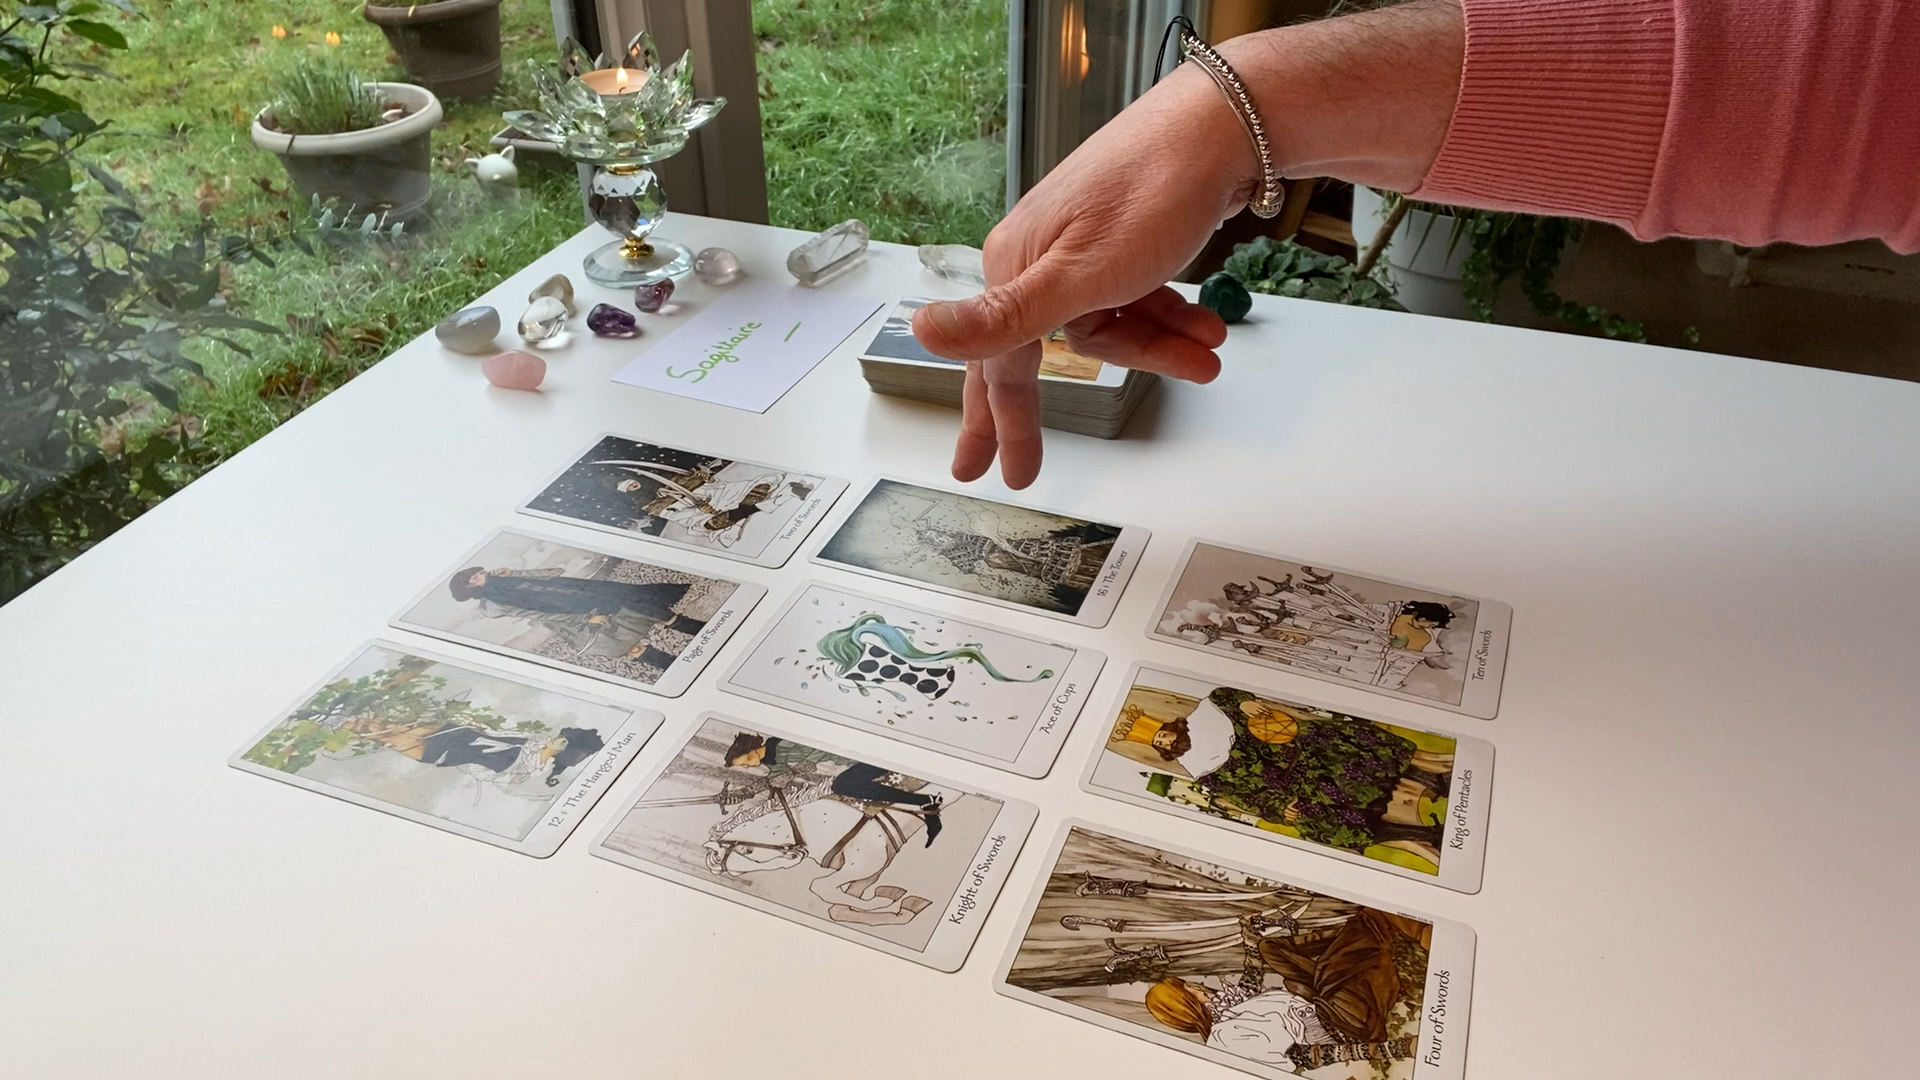 Sagittaire
Two of Swords
16 The Tower
Ten of Swords
Page of Swords
Ace of Cups
King of Pentacles
12 The Hanged Man
Knight of Swords
Four of Swords